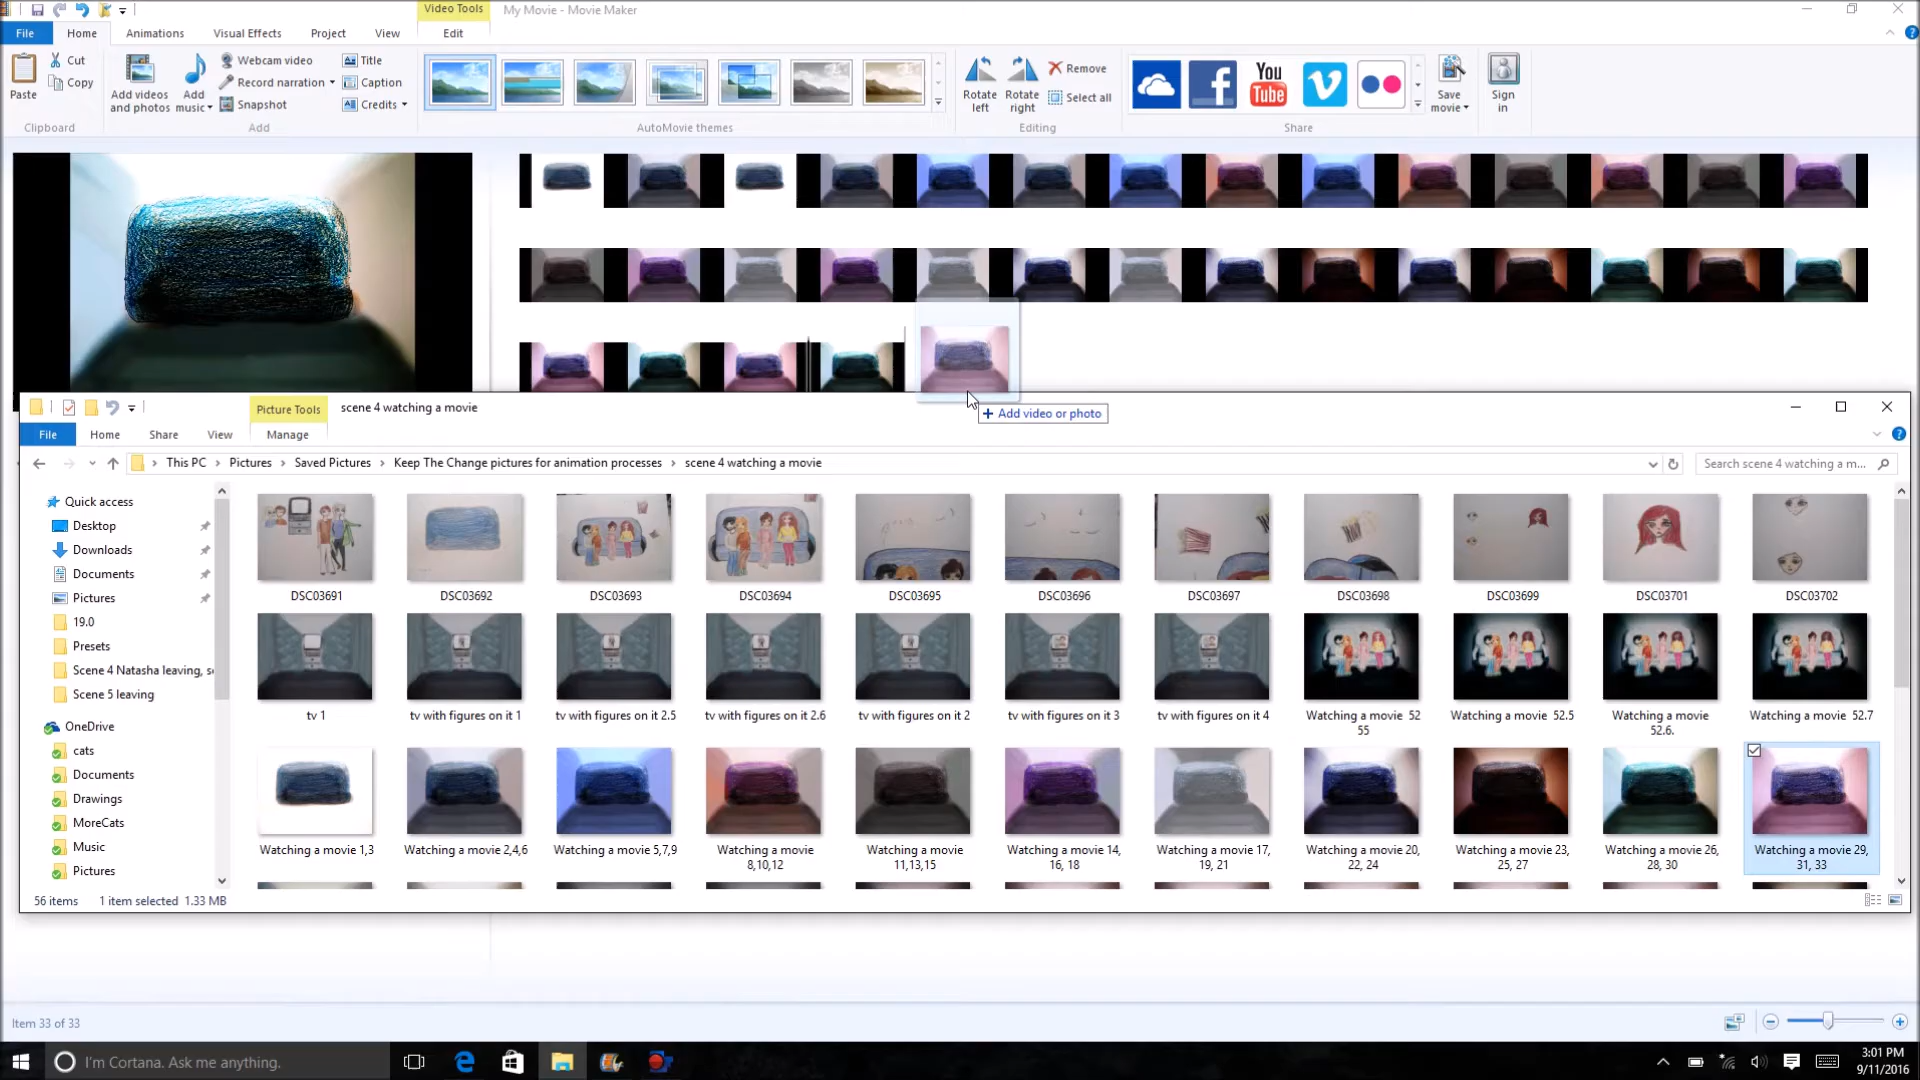 Video Tools
My Movie - Movie Maker
File
Home
Animations
Visual Effects
Project
View
Edit
Paste
Cut
Copy
Clipboard
Add videos
and photos
Add
music
Webcam video
Record narration
Snapshot
Title
Caption
Credits
Add
AutoMovie themes
Rotate
left
Rotate
right
Remove
Select all
Editing
You
Tube
Share
Save
movie
Sign
in
Add video or photo
Picture Tools
scene 4 watching a movie
File
Home
Share
View
Manage
This PC
Pictures
Saved Pictures
Keep The Change pictures for animation processes
scene 4 watching a movie
Search scene 4 watching a m...
Quick access
Desktop
Downloads
Documents
Pictures
19.0
Presets
Scene 4 Natasha leaving, s
Scene 5 leaving
OneDrive
cats
Documents
Drawings
MoreCats
Music
Pictures
DSC03691
DSC03692
DSC03693
DSC03694
DSC03695
DSC03696
DSC03697
DSC03698
DSC03699
DSC03701
DSC03702
tv 1
tv with figures on it 1
tv with figures on it 2.5
tv with figures on it 2.6
tv with figures on it 2
tv with figures on it 3
tv with figures on it 4
Watching a movie 52
55
Watching a movie 52.5
Watching a movie
52.6.
Watching a movie 52.7
Watching a movie 1,3
Watching a movie 2,4,6
Watching a movie 5,7,9
Watching a movie
8,10,12
Watching a movie
11,13,15
Watching a movie 14,
16, 18
Watching a movie 17,
19, 21
Watching a movie 20,
22, 24
Watching a movie 23,
25, 27
Watching a movie 26,
28, 30
Watching a movie 29,
31, 33
56 items
1 item selected 1.33 MB
Item 33 of 33
I'm Cortana. Ask me anything.
3:01 PM
9/11/2016